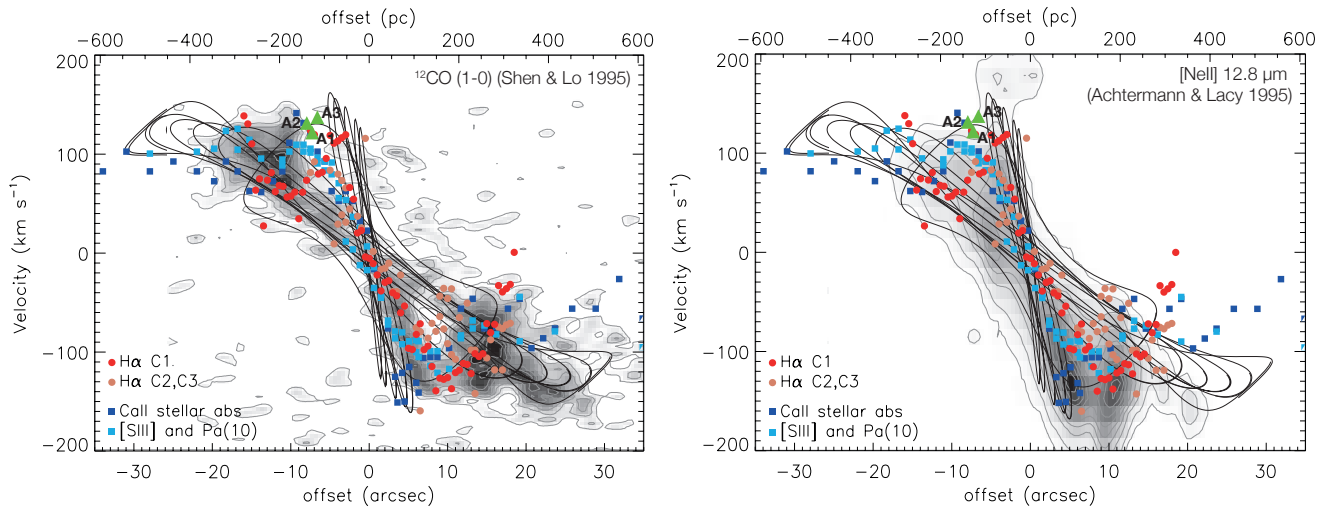 offset (pc)
−600 −400 −200 0 200 400 600
200
100
0
−100
−200
Velocity (km s⁻¹)
¹²CO (1-0) (Shen & Lo 1995)
A2
A3
A1
Hα C1
Hα C2,C3
CaII stellar abs
[SIII] and Pa(10)
−30 −20 −10 0 10 20 30
offset (arcsec)
offset (pc)
−600 −400 −200 0 200 400 600
200
100
0
−100
−200
Velocity (km s⁻¹)
[NeII] 12.8 µm
(Achtermann & Lacy 1995)
A2
A3
A1
Hα C1
Hα C2,C3
CaII stellar abs
[SIII] and Pa(10)
−30 −20 −10 0 10 20 30
offset (arcsec)